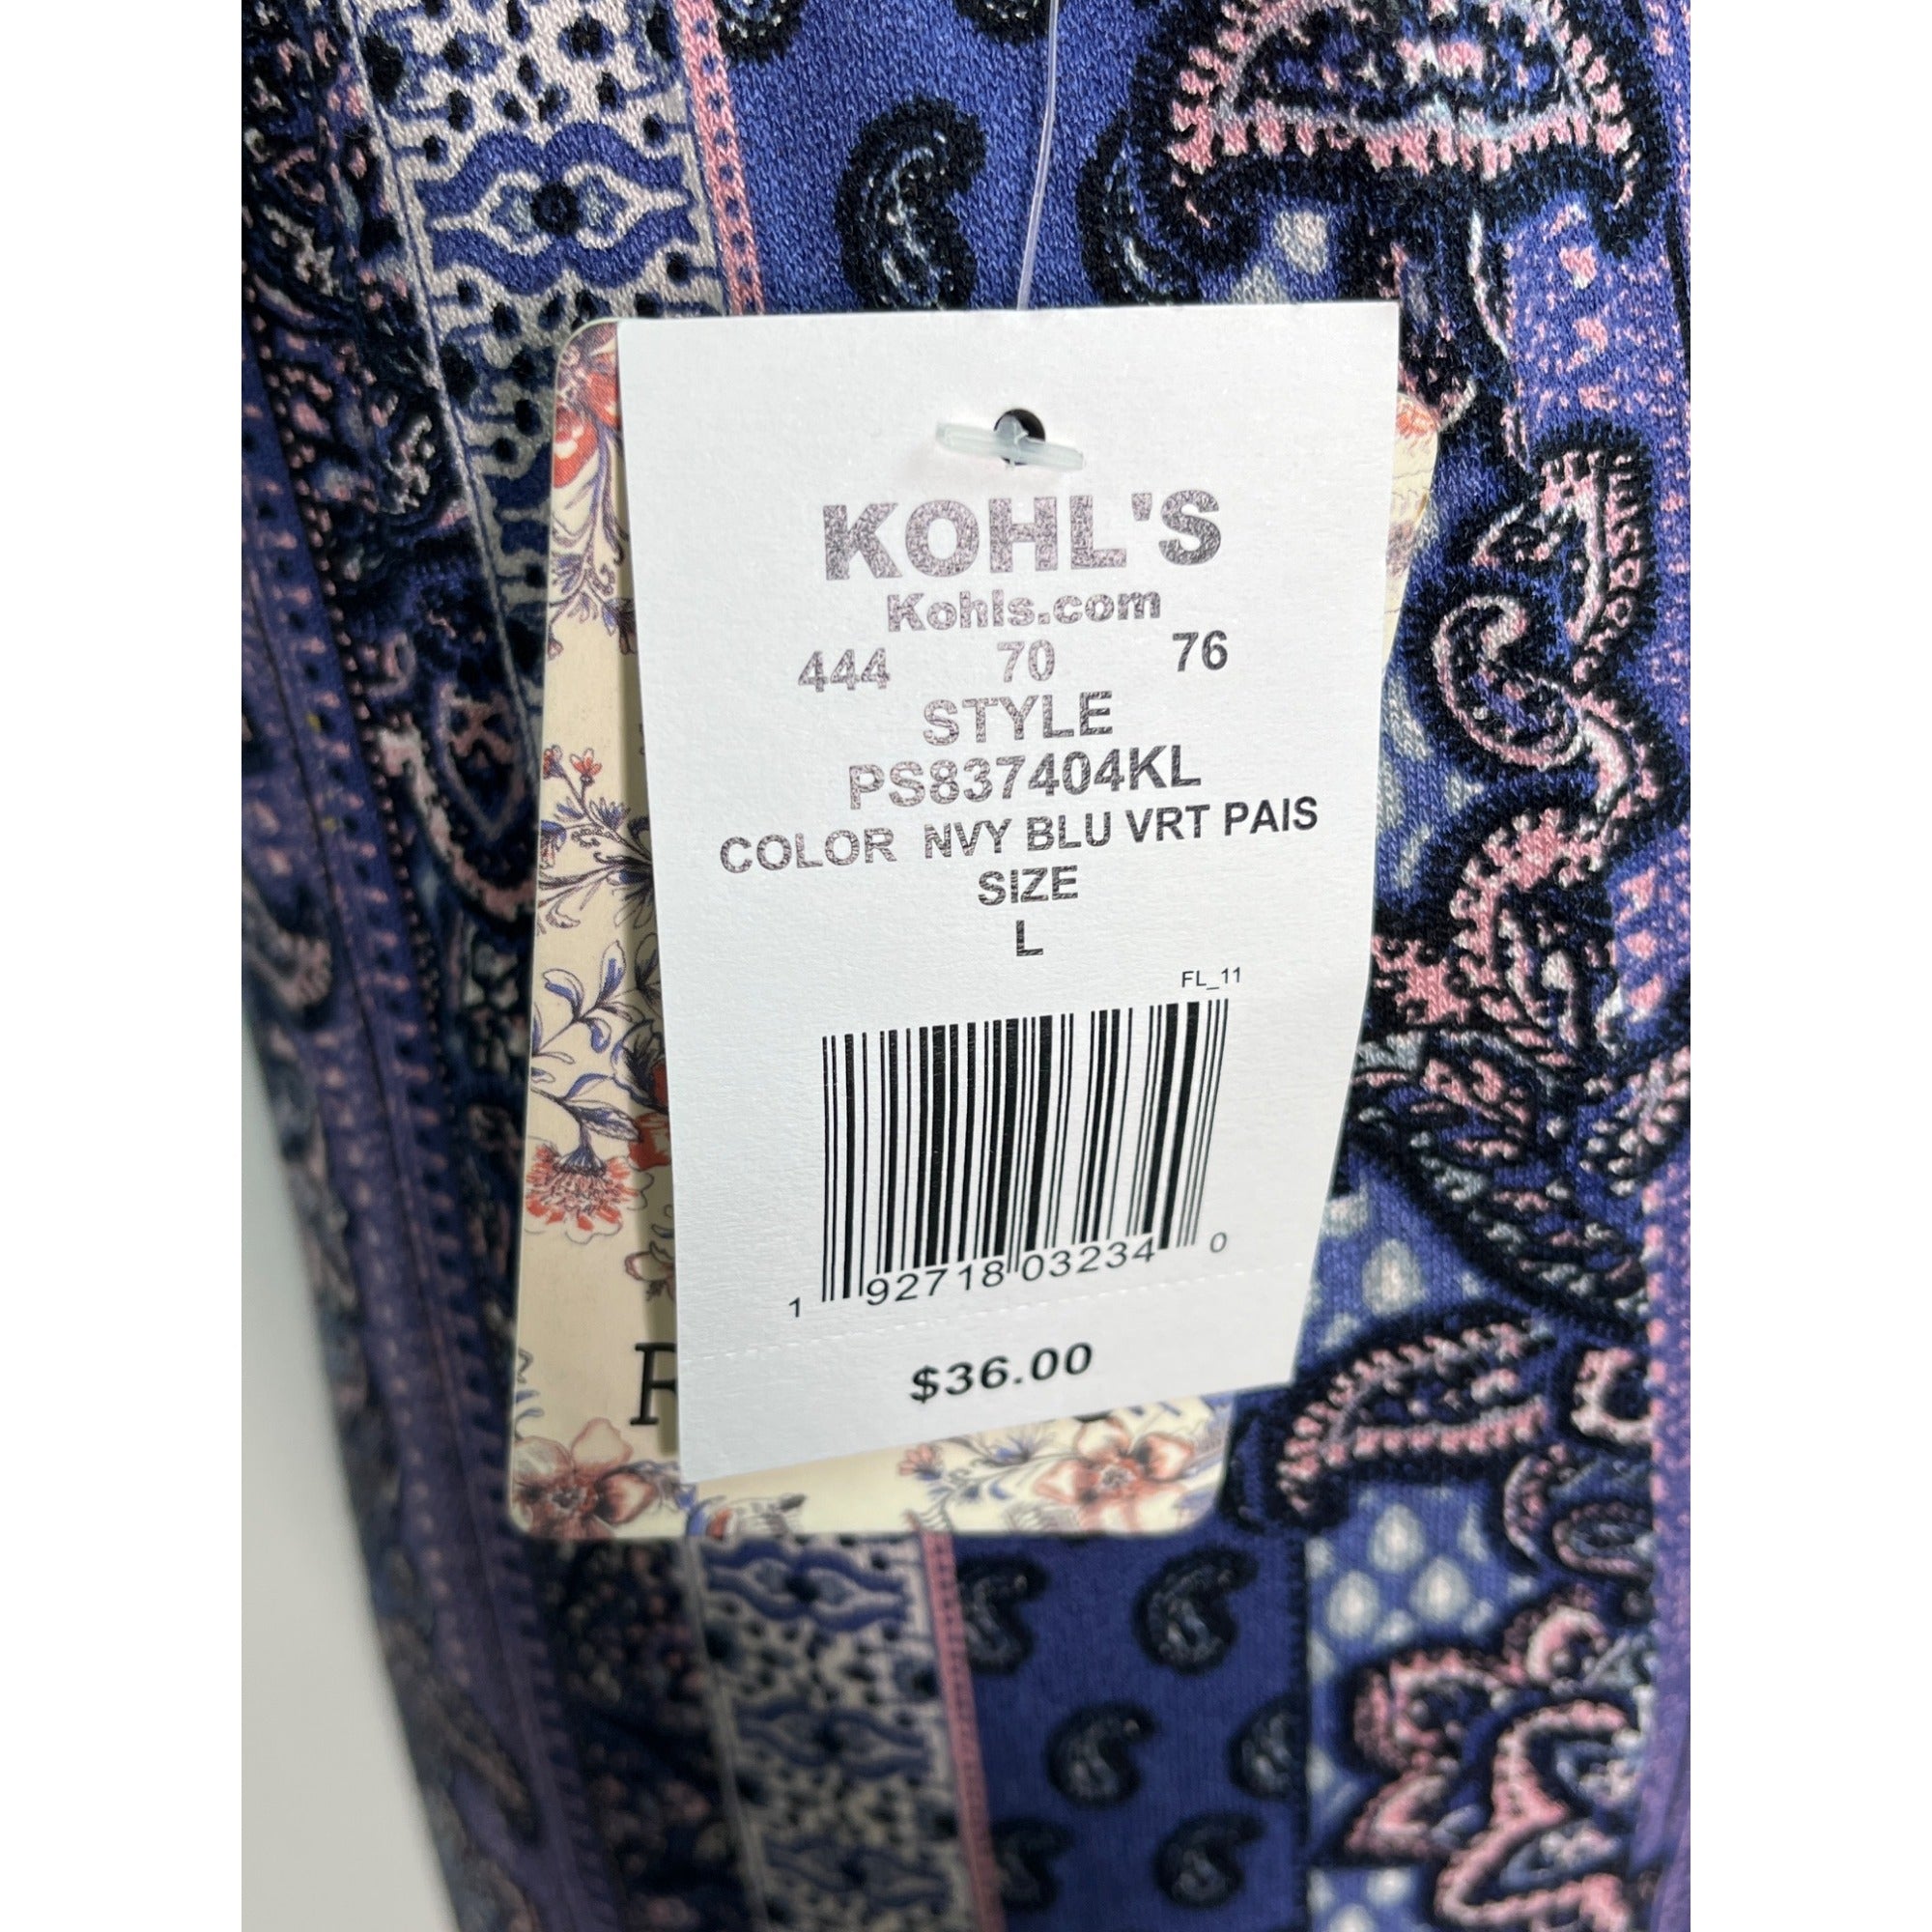 KOHL'S
Kohls.com
444 70 76
STYLE
PS837404KL
COLOR NVY BLU VRT PAIS
SIZE
L
FL_11
1 92718 03234 0
$36.00